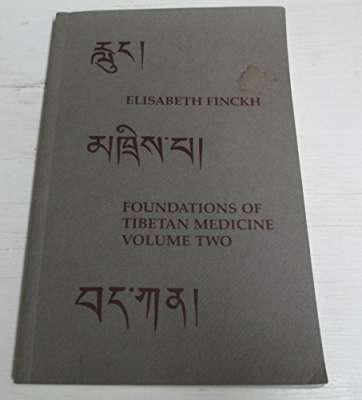 རླུང།
ELISABETH FINCKH
མཁྲིས་པ།
FOUNDATIONS OF
TIBETAN MEDICINE
VOLUME TWO
བད་ཀན།